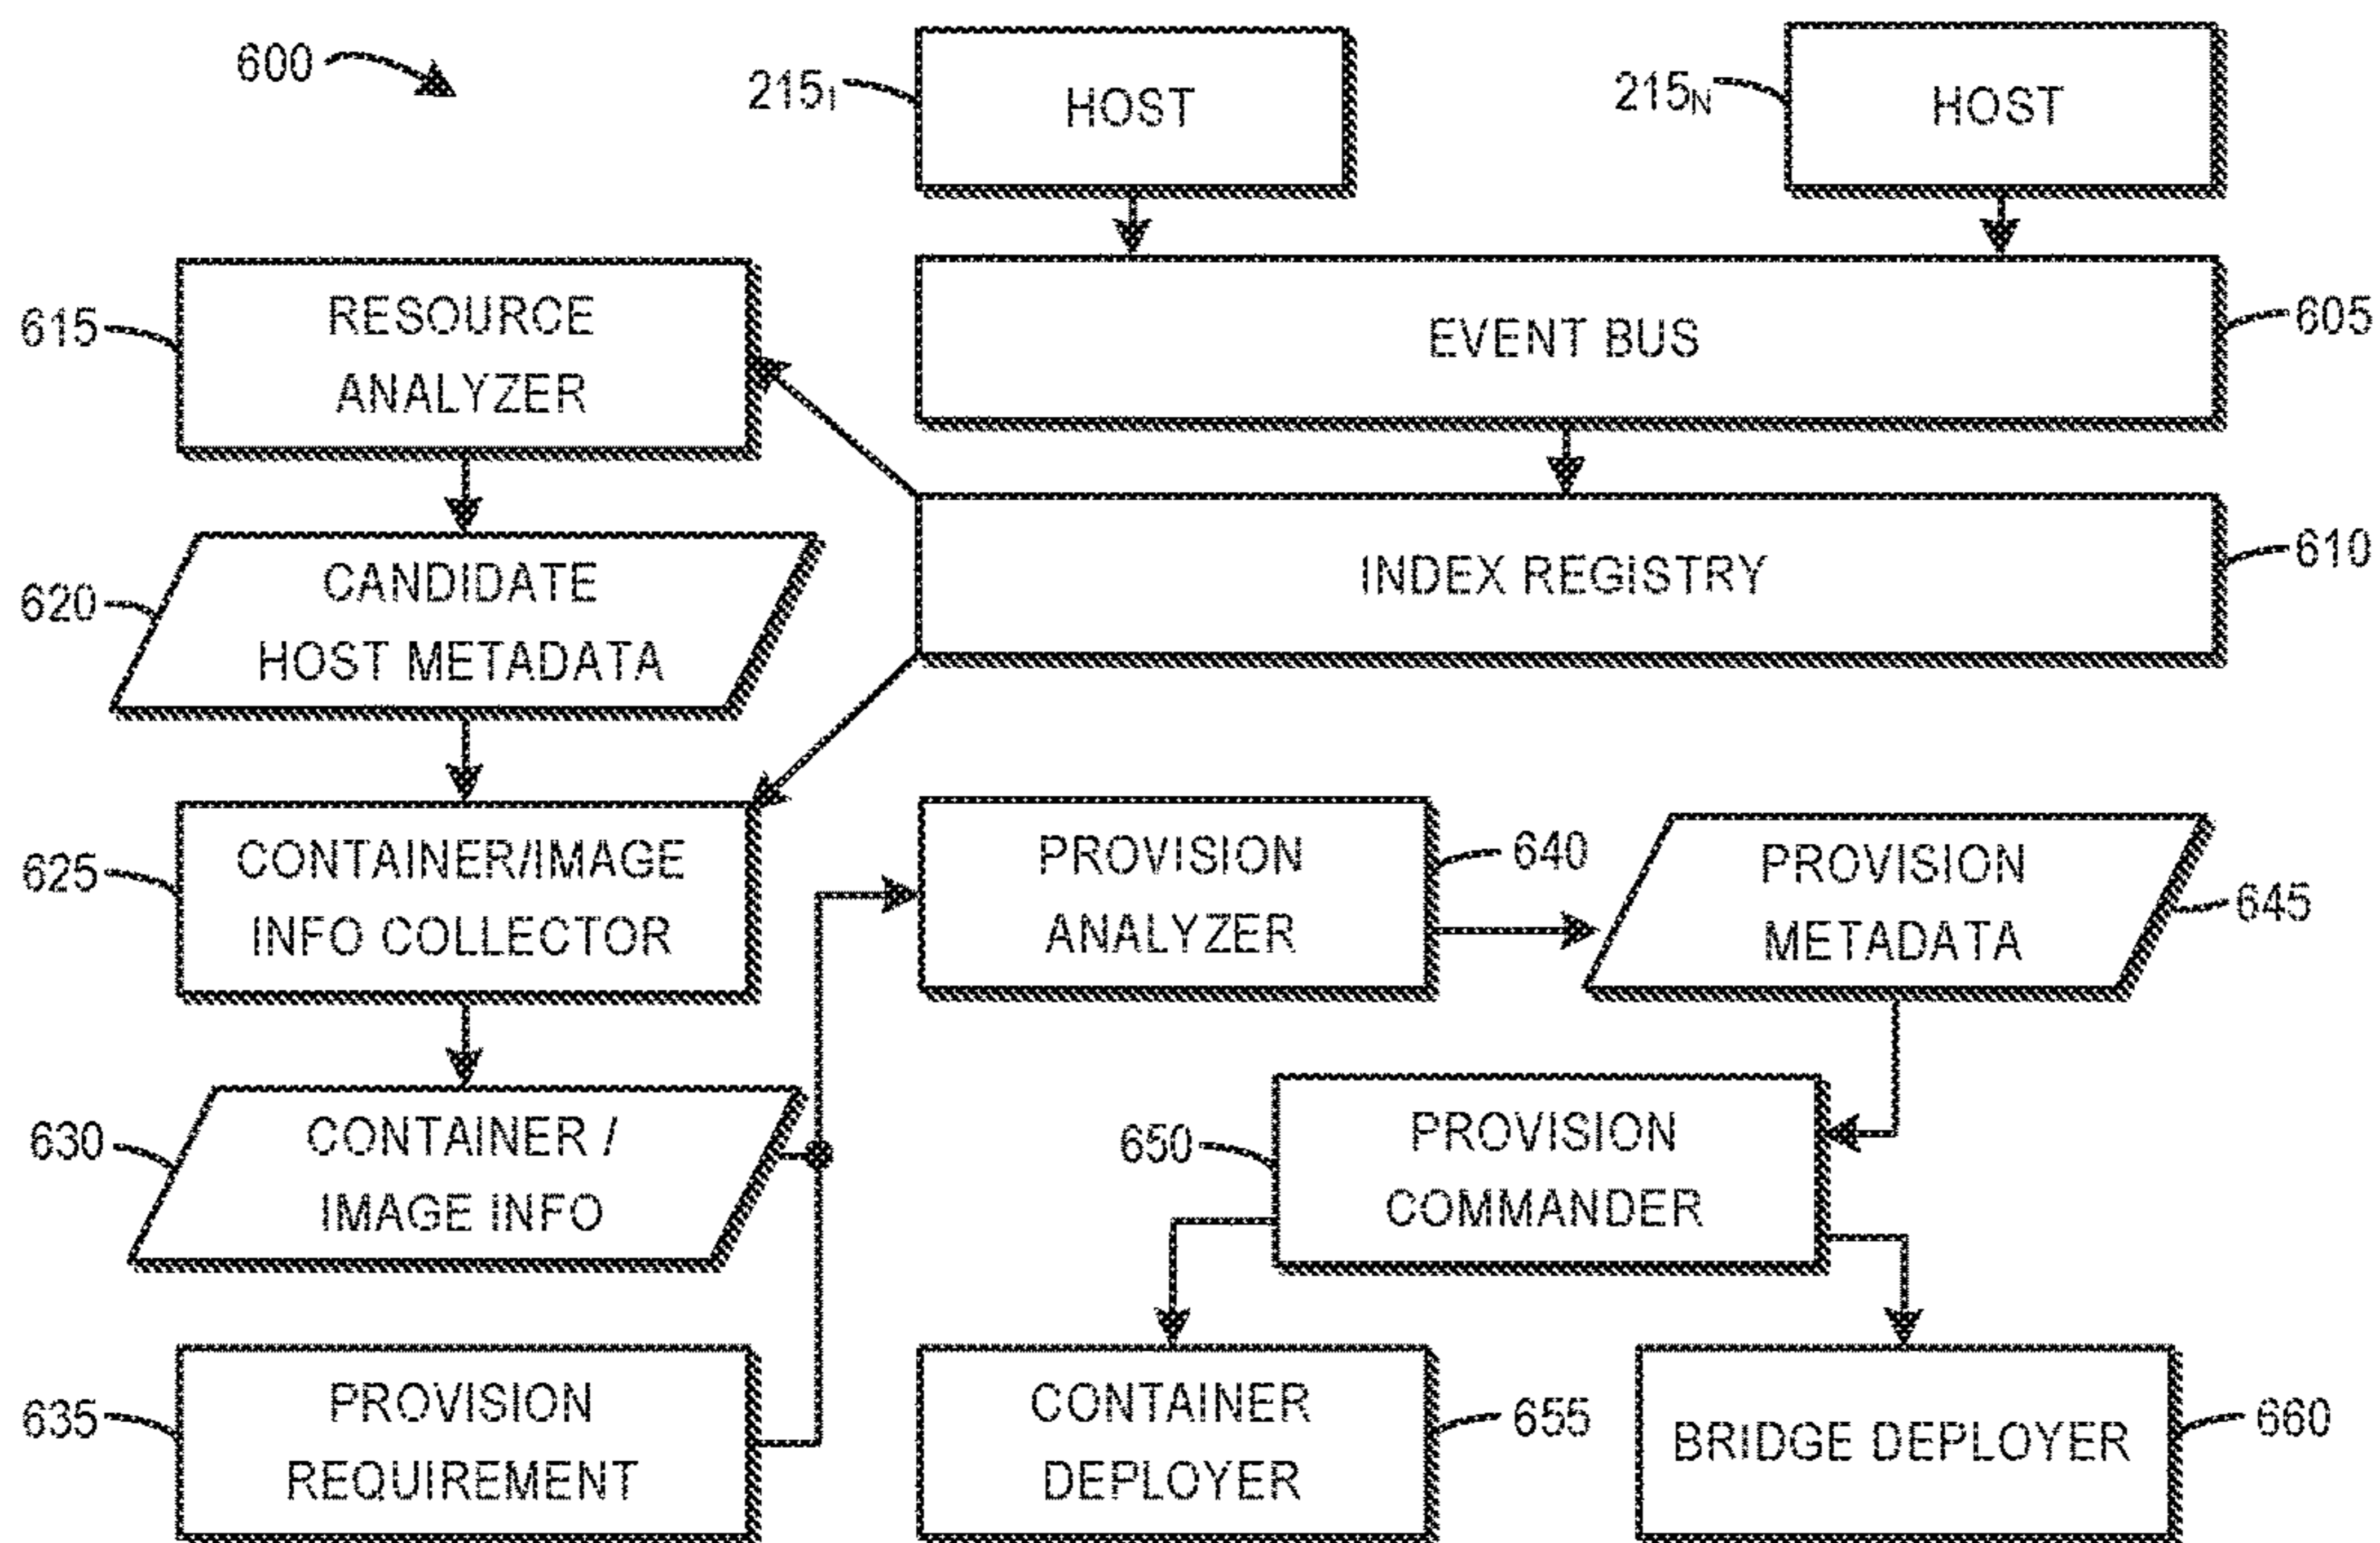 600
215₁
HOST
215ₙ
HOST
615
RESOURCE
ANALYZER
EVENT BUS
605
620
CANDIDATE
HOST METADATA
INDEX REGISTRY
610
625
CONTAINER/IMAGE
INFO COLLECTOR
PROVISION
ANALYZER
640
PROVISION
METADATA
645
630
CONTAINER /
IMAGE INFO
650
PROVISION
COMMANDER
635
PROVISION
REQUIREMENT
CONTAINER
DEPLOYER
655
BRIDGE DEPLOYER
660